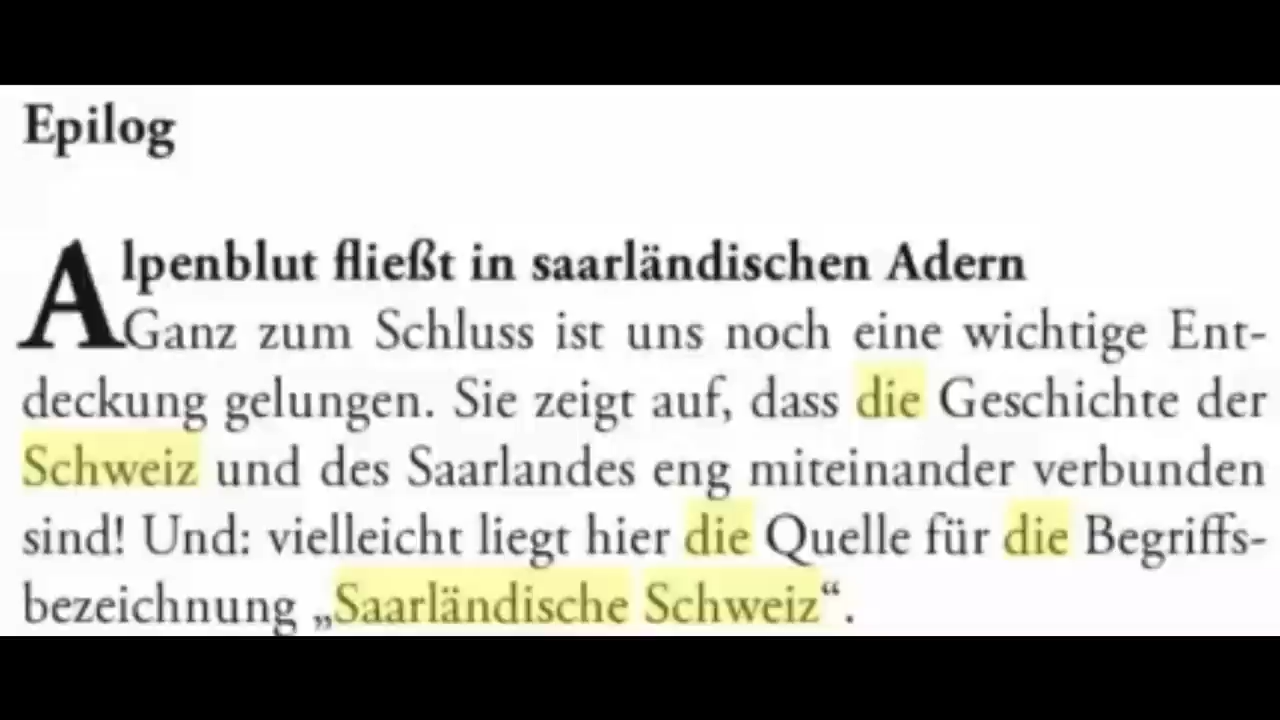 Epilog
Alpenblut fließt in saarländischen Adern
Ganz zum Schluss ist uns noch eine wichtige Ent-
deckung gelungen. Sie zeigt auf, dass die Geschichte der
Schweiz und des Saarlandes eng miteinander verbunden
sind! Und: vielleicht liegt hier die Quelle für die Begriffs-
bezeichnung „Saarländische Schweiz“.